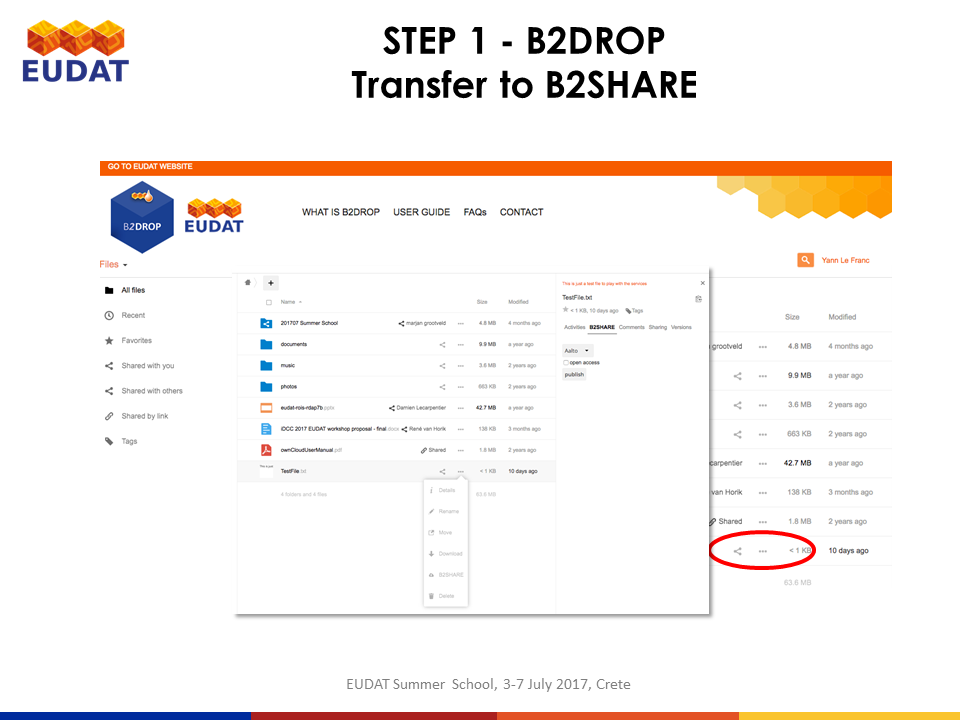 EUDAT
STEP 1 - B2DROP
Transfer to B2SHARE
GO TO EUDAT WEBSITE
B2DROP
EUDAT
WHAT IS B2DROP USER GUIDE FAQs CONTACT
Files
Yann Le Franc
All files
Recent
Favorites
Shared with you
Shared with others
Shared by link
Tags
Name Size Modified
201707 Summer School marjan grootveld ... 4.8 MB 4 months ago
documents ... 9.9 MB a year ago
music ... 3.6 MB 2 years ago
photos ... 663 KB 2 years ago
eudat-rois-rdap7b.pptx Damien Lecarpentier ... 42.7 MB a year ago
iDCC 2017 EUDAT workshop proposal - final.docx René van Horik ... 138 KB 3 months ago
ownCloudUserManual.pdf Shared ... 1.8 MB 2 years ago
TestFile.txt ... < 1 KB 10 days ago
4 folders and 4 files 63.6 MB
Details
Rename
Move
Download
B2SHARE
Delete
This is just a test file to play with the services
TestFile.txt
< 1 KB, 10 days ago Tags
Activities B2SHARE Comments Sharing Versions
Aalto
open access
publish
Size Modified
grootveld ... 4.8 MB 4 months ago
... 9.9 MB a year ago
... 3.6 MB 2 years ago
... 663 KB 2 years ago
carpentier ... 42.7 MB a year ago
van Horik ... 138 KB 3 months ago
Shared ... 1.8 MB 2 years ago
... < 1 KB 10 days ago
63.6 MB
EUDAT Summer School, 3-7 July 2017, Crete